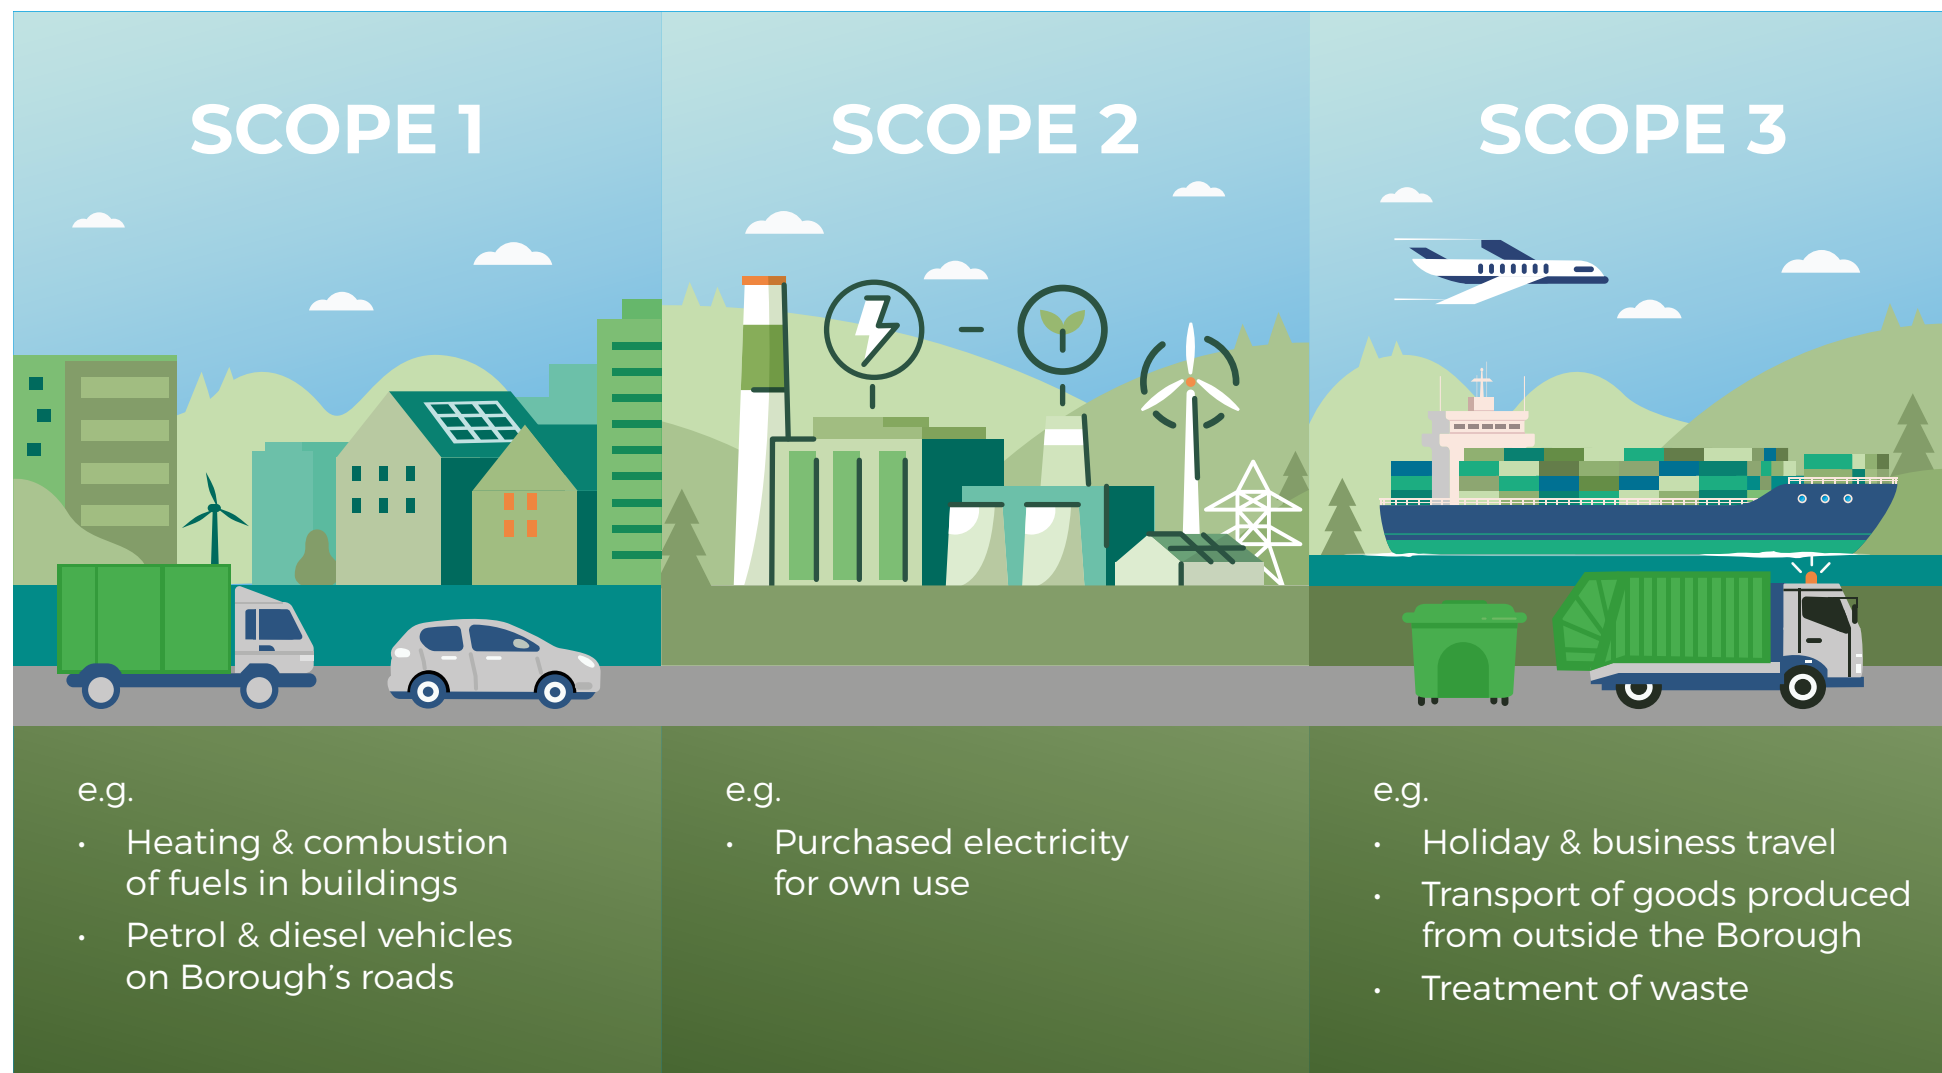 SCOPE 1
e.g.
• Heating & combustion
of fuels in buildings
• Petrol & diesel vehicles
on Borough’s roads
SCOPE 2
e.g.
• Purchased electricity
for own use
SCOPE 3
e.g.
• Holiday & business travel
• Transport of goods produced
from outside the Borough
• Treatment of waste